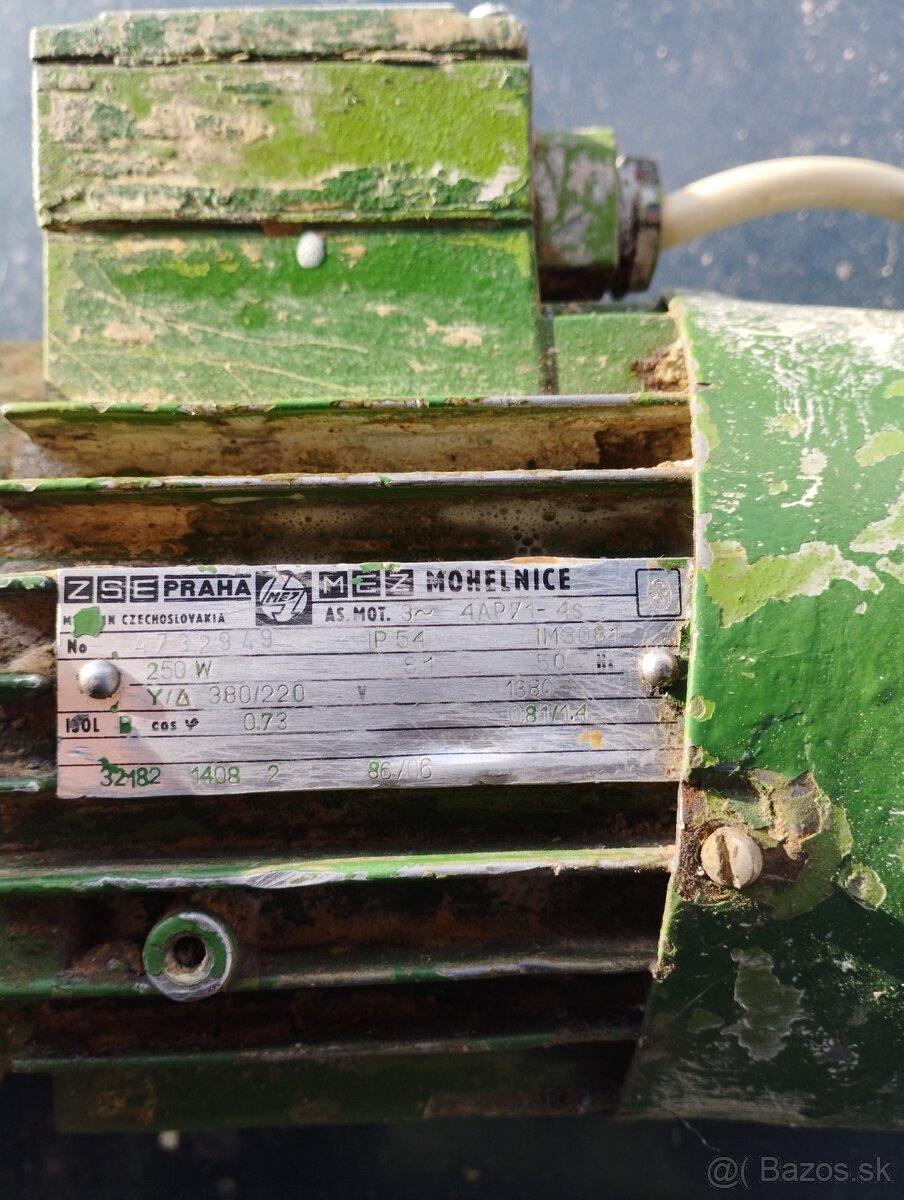 ZSE PRAHA MEZ MEZ MOHELNICE
IN CZECHOSLOVAKIA AS. MOT. 3~ 4AP71-4s
No 4732949 IP 54 IM3081
250 W S1 50 Hz
Y/Δ 380/220 V 1380
ISOL B cos φ 0.73 0.81/1.4
32182 1408 2 86/06
@( Bazos.sk